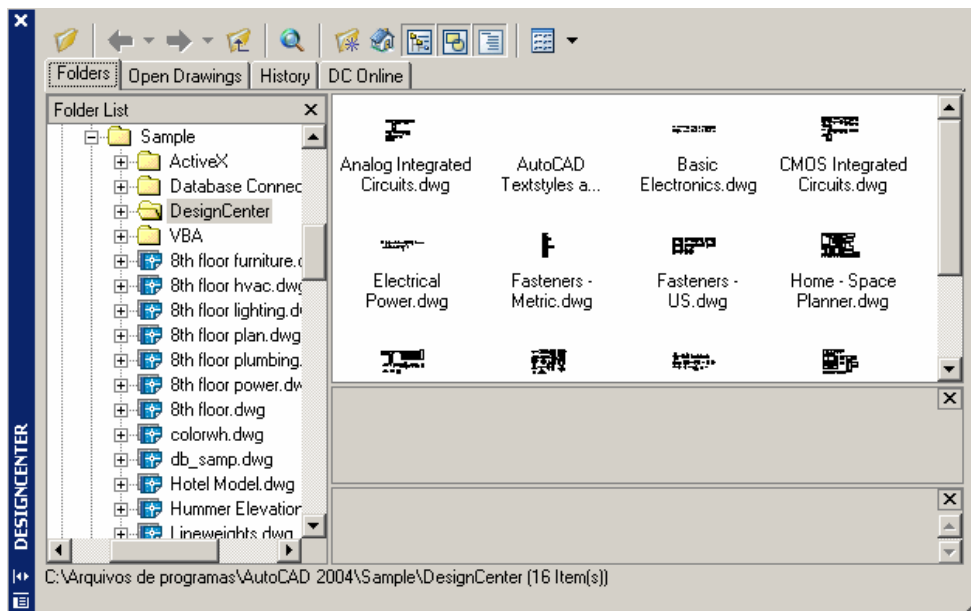 Folders
Open Drawings
History
DC Online
Folder List
Sample
ActiveX
Database Connec
DesignCenter
VBA
8th floor furniture.
8th floor hvac.dwg
8th floor lighting.d
8th floor plan.dwg
8th floor plumbing.
8th floor power.dw
8th floor.dwg
colorwh.dwg
db_samp.dwg
Hotel Model.dwg
Hummer Elevation
Lineweights.dwg
Analog Integrated
Circuits.dwg
AutoCAD
Textstyles a...
Basic
Electronics.dwg
CMOS Integrated
Circuits.dwg
Electrical
Power.dwg
Fasteners -
Metric.dwg
Fasteners -
US.dwg
Home - Space
Planner.dwg
DESIGNCENTER
C:\Arquivos de programas\AutoCAD 2004\Sample\DesignCenter (16 Item(s))